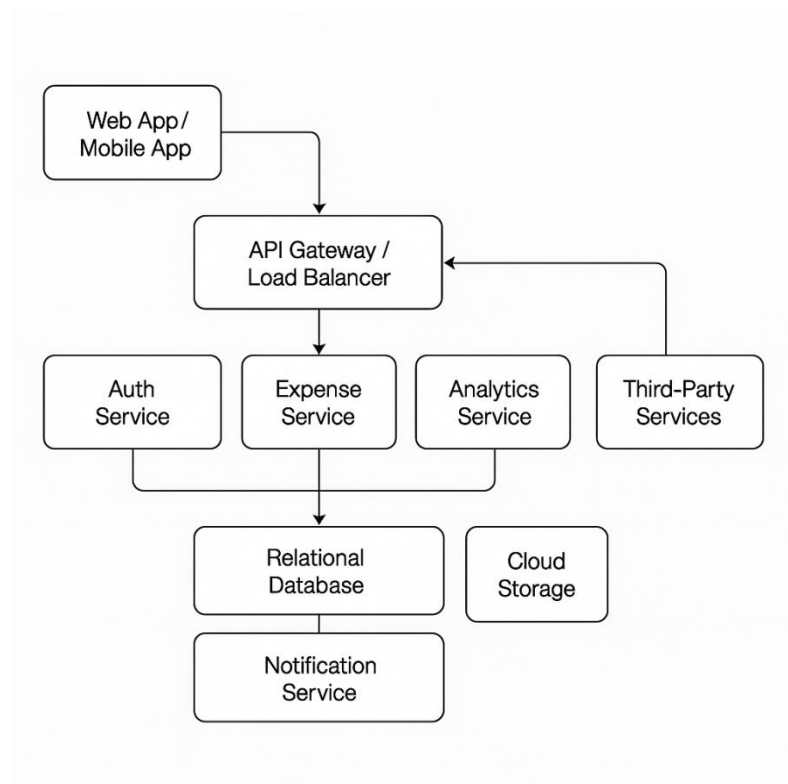 Web App/
Mobile App
API Gateway /
Load Balancer
Auth
Service
Expense
Service
Analytics
Service
Third-Party
Services
Relational
Database
Cloud
Storage
Notification
Service